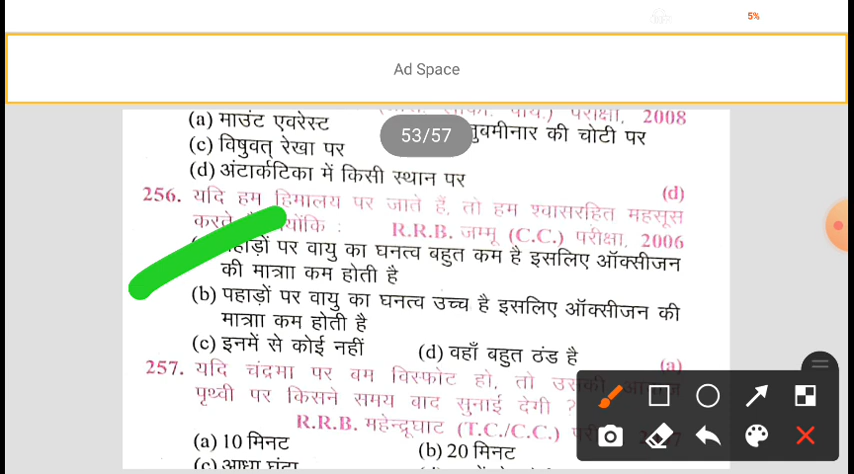 5%
Ad Space
परीक्षा, 2008
(a) माउंट एवरेस्ट
53/57
तुबमीनार की चोटी पर
(c) विषुवत् रेखा पर
(d) अंटार्कटिका में किसी स्थान पर
(d)
256. यदि हम हिमालय पर जाते हैं, तो हम श्वासरहित महसूस
करते क्योंकि : R.R.B. जम्मू (C.C.) परीक्षा, 2006
पहाड़ों पर वायु का घनत्व बहुत कम है इसलिए ऑक्सीजन
की मात्राा कम होती है
(b) पहाड़ों पर वायु का घनत्व उच्च है इसलिए ऑक्सीजन की
मात्राा कम होती है
(c) इनमें से कोई नहीं (d) वहाँ बहुत ठंड है
(a)
257. यदि चंद्रमा पर बम विस्फोट हो, तो उसकी आवाज
पृथ्वी पर किसने समय बाद सुनाई देगी ?
R.R.B. महेन्द्रूघाट (T.C./C.C.)
(a) 10 मिनट (b) 20 मिनट
(c) आधा घंटा